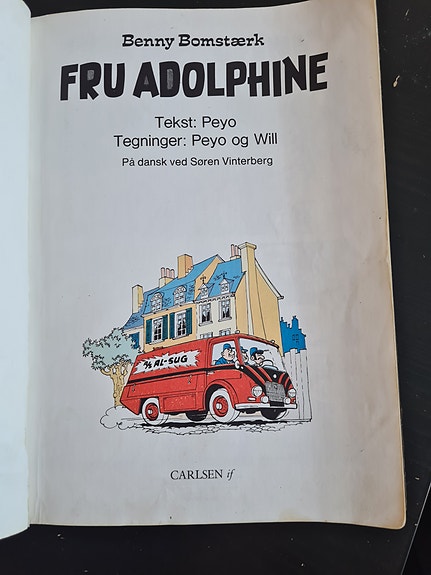 Benny Bomstærk
FRU ADOLPHINE
Tekst: Peyo
Tegninger: Peyo og Will
På dansk ved Søren Vinterberg
A/S AL-SUG
CARLSEN if